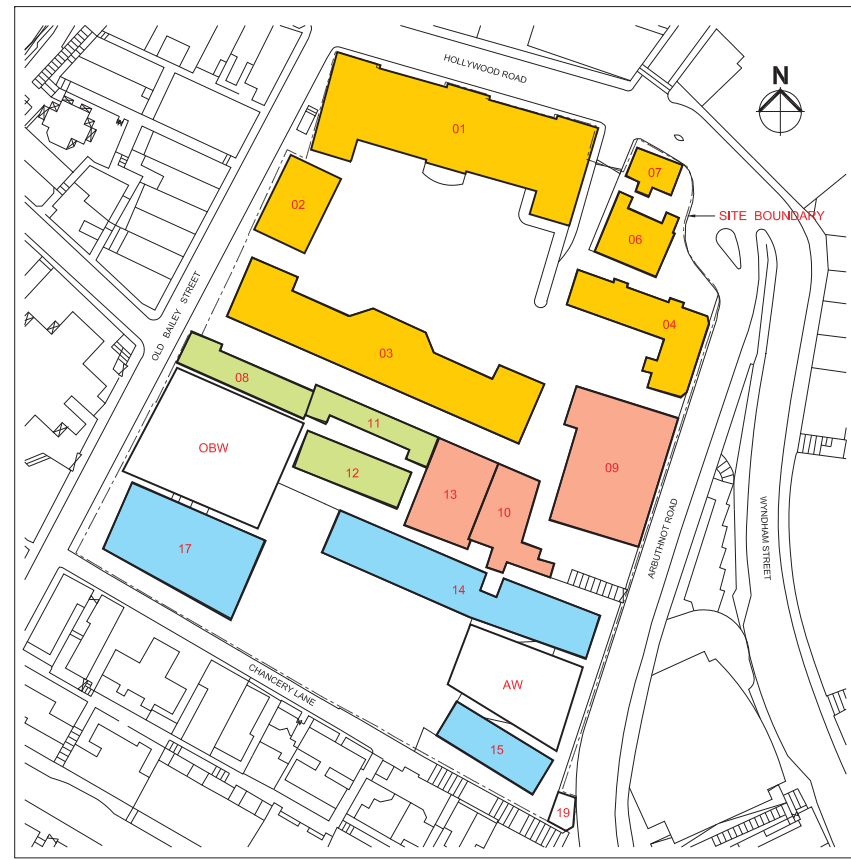 HOLLYWOOD ROAD
N
01
07
02
SITE BOUNDARY
06
OLD BAILEY STREET
04
03
08
11
OBW
12
13
09
10
ARBUTHNOT ROAD
WYNDHAM STREET
17
14
CHANCERY LANE
AW
15
19